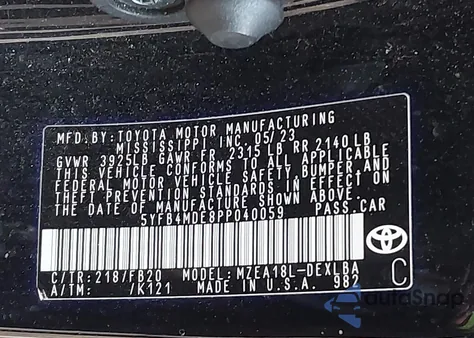 MFD.BY:TOYOTA MOTOR MANUFACTURING
MISSISSIPPI INC. 05/23
GVWR 3925LB GAWR FR 2315 LB RR 2140LB
THIS VEHICLE CONFORMS TO ALL APPLICABLE
FEDERAL MOTOR VEHICLE SAFETY, BUMPER AND
THEFT PREVENTION STANDARDS IN EFFECT ON
THE DATE OF MANUFACTURE SHOWN ABOVE.
5YFB4MDE8PP040059 PASS.CAR
C/TR:218/FB20 MODEL:MZEA18L-DEXLBA
A/TM: /K121 MADE IN U.S.A. 982
C
autoSnap